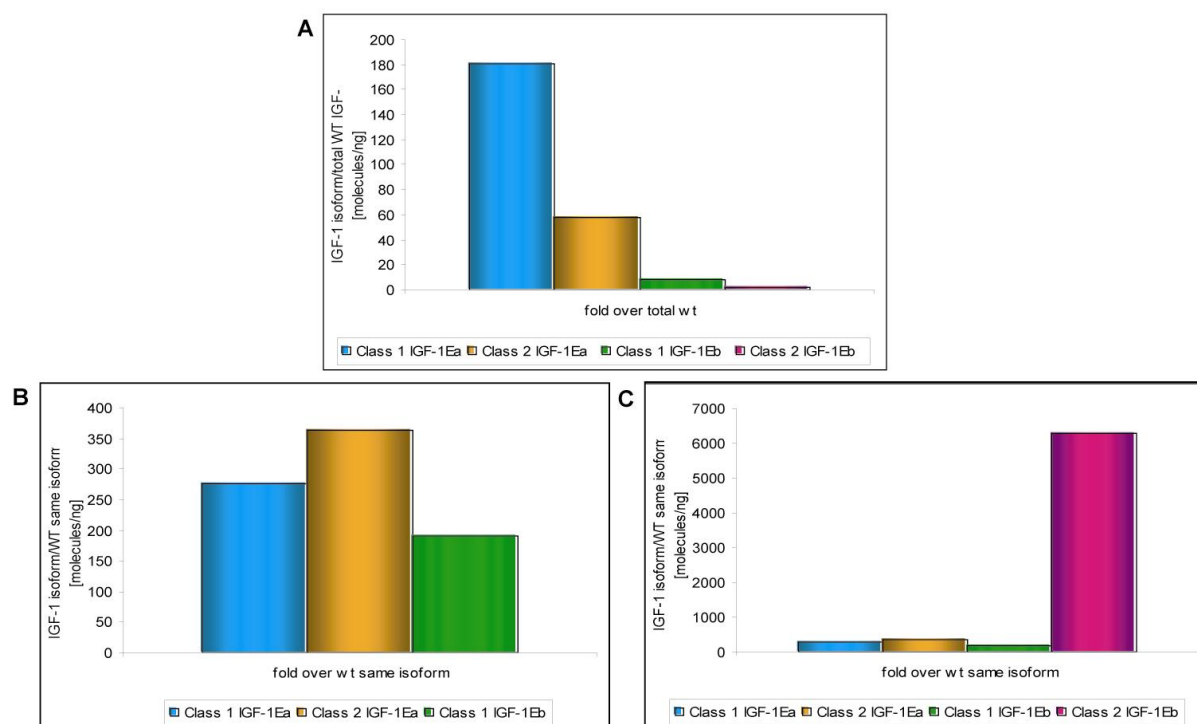 A
200
180
160
140
120
100
80
60
40
20
0
IGF-1 isoform/total WT IGF-
[molecules/ng]
fold over total wt
Class 1 IGF-1Ea Class 2 IGF-1Ea Class 1 IGF-1Eb Class 2 IGF-1Eb
B
400
350
300
250
200
150
100
50
0
IGF-1 isoform/WT same isoform
[molecules/ng]
fold over wt same isoform
Class 1 IGF-1Ea Class 2 IGF-1Ea Class 1 IGF-1Eb
C
7000
6000
5000
4000
3000
2000
1000
0
IGF-1 isoform/WT same isoform
[molecules/ng]
fold over wt same isoform
Class 1 IGF-1Ea Class 2 IGF-1Ea Class 1 IGF-1Eb Class 2 IGF-1Eb